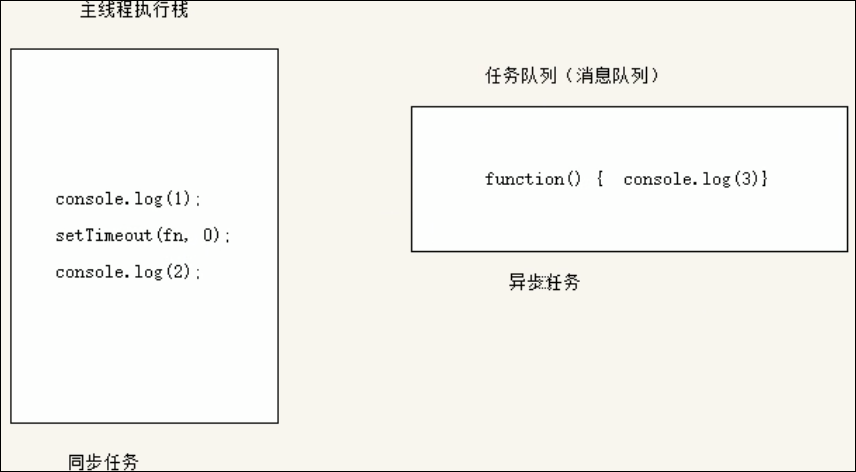 主线程执行栈
console.log(1);
setTimeout(fn, 0);
console.log(2);
同步任务
任务队列（消息队列）
function() {  console.log(3)}
异步任务